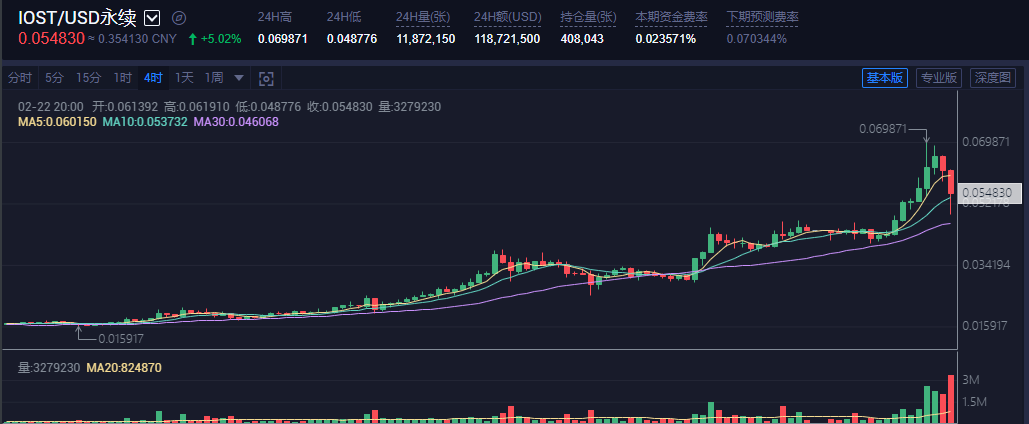 IOST/USD永续
0.054830 ≈ 0.354130 CNY +5.02%
24H高 24H低 24H量(张) 24H额(USD) 持仓量(张) 本期资金费率 下期预测费率
0.069871 0.048776 11,872,150 118,721,500 408,043 0.023571% 0.070344%
分时 5分 15分 1时 4时 1天 1周 基本版 专业版 深度图
02-22 20:00 开:0.061392 高:0.061910 低:0.048776 收:0.054830 量:3279230
MA5:0.060150 MA10:0.053732 MA30:0.046068
0.069871
0.069871
0.054830
0.034194
0.015917
0.015917
量:3279230 MA20:824870
3M
1.5M